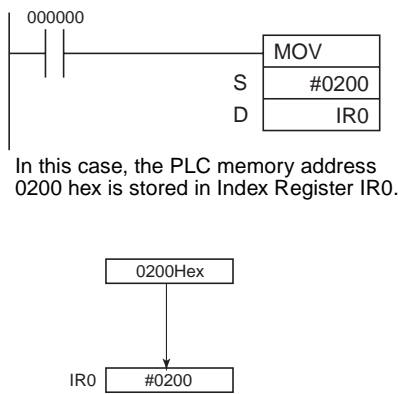 000000
MOV
S #0200
D IR0
In this case, the PLC memory address
0200 hex is stored in Index Register IR0.
0200Hex
IR0 #0200